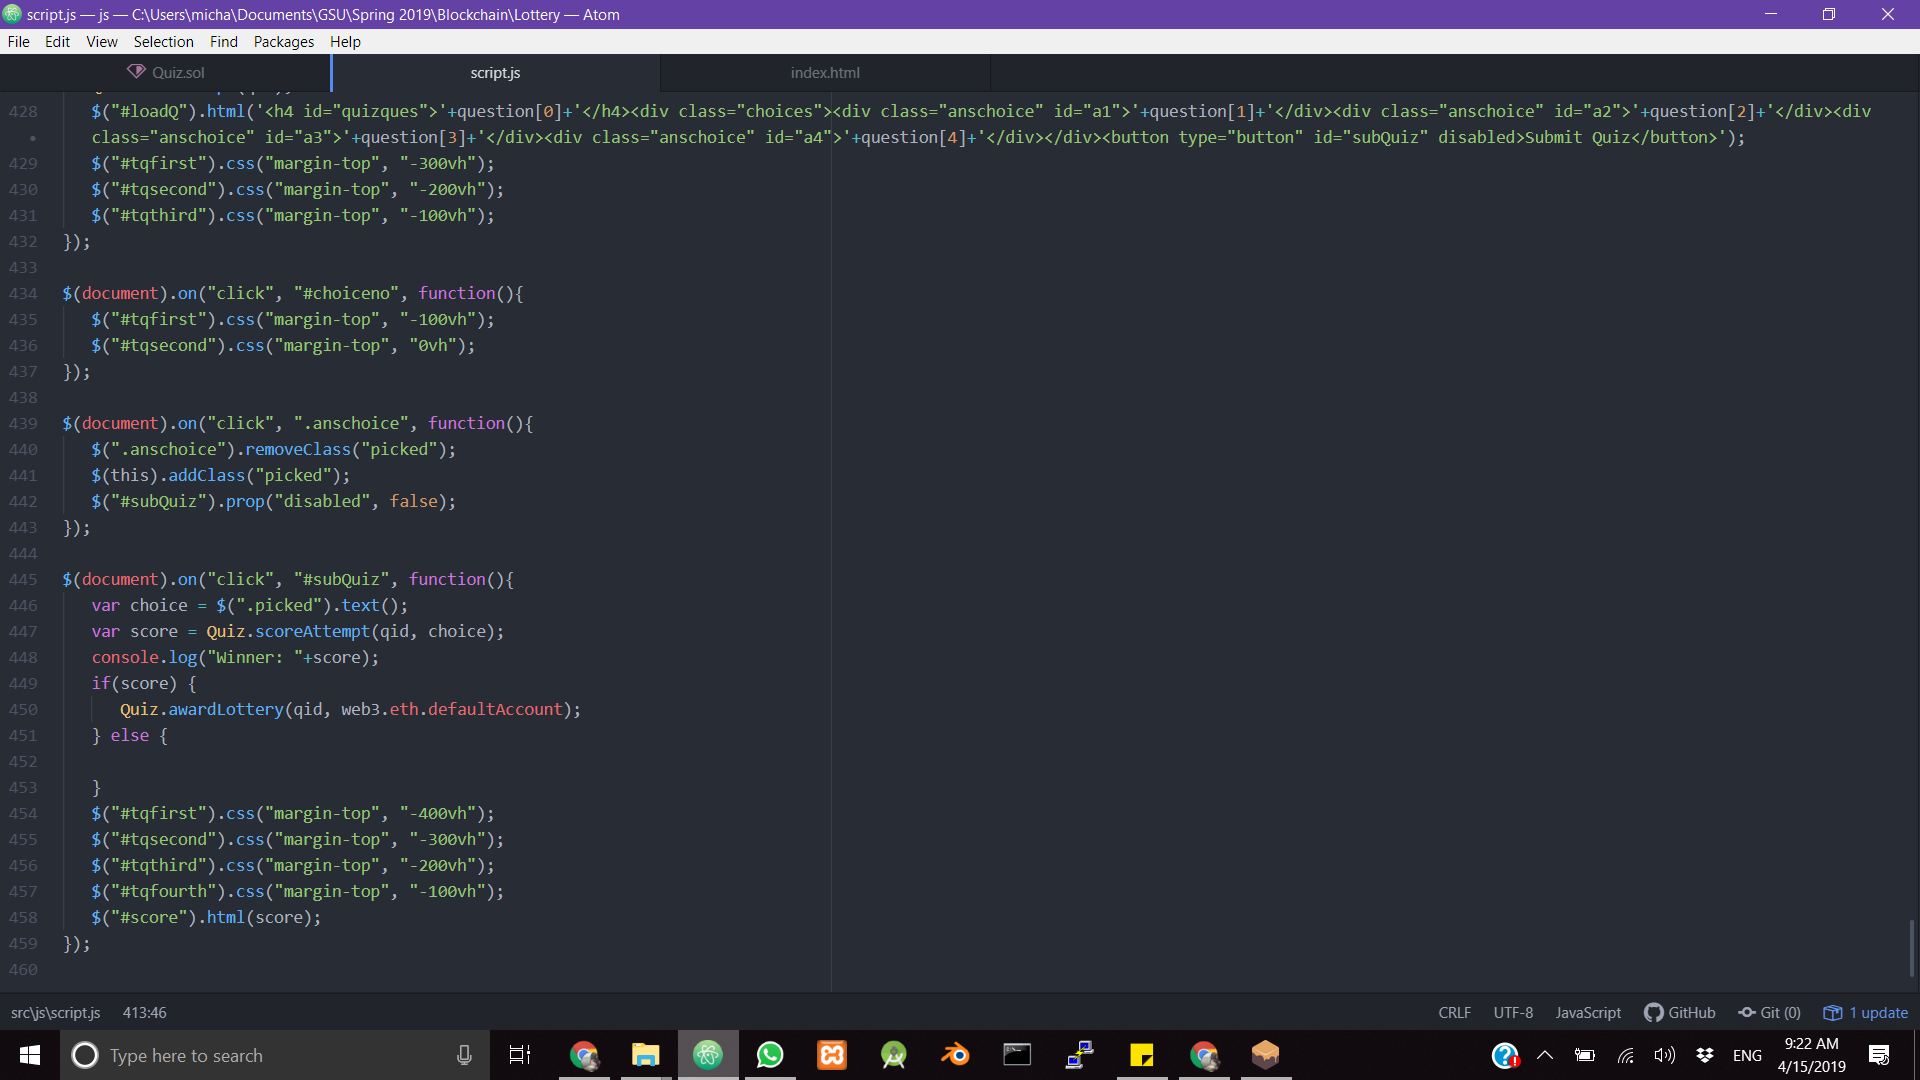 script.js — js — C:\Users\micha\Documents\GSU\Spring 2019\Blockchain\Lottery — Atom
File Edit View Selection Find Packages Help
Quiz.sol script.js index.html
428 $("#loadQ").html('<h4 id="quizques">'+question[0]+'</h4><div class="choices"><div class="anschoice" id="a1">'+question[1]+'</div><div class="anschoice" id="a2">'+question[2]+'</div><div
• class="anschoice" id="a3">'+question[3]+'</div><div class="anschoice" id="a4">'+question[4]+'</div></div><button type="button" id="subQuiz" disabled>Submit Quiz</button>');
429 $("#tqfirst").css("margin-top", "-300vh");
430 $("#tqsecond").css("margin-top", "-200vh");
431 $("#tqthird").css("margin-top", "-100vh");
432 });
433
434 $(document).on("click", "#choiceno", function(){
435 $("#tqfirst").css("margin-top", "-100vh");
436 $("#tqsecond").css("margin-top", "0vh");
437 });
438
439 $(document).on("click", ".anschoice", function(){
440 $(".anschoice").removeClass("picked");
441 $(this).addClass("picked");
442 $("#subQuiz").prop("disabled", false);
443 });
444
445 $(document).on("click", "#subQuiz", function(){
446 var choice = $(".picked").text();
447 var score = Quiz.scoreAttempt(qid, choice);
448 console.log("Winner: "+score);
449 if(score) {
450 Quiz.awardLottery(qid, web3.eth.defaultAccount);
451 } else {
452
453 }
454 $("#tqfirst").css("margin-top", "-400vh");
455 $("#tqsecond").css("margin-top", "-300vh");
456 $("#tqthird").css("margin-top", "-200vh");
457 $("#tqfourth").css("margin-top", "-100vh");
458 $("#score").html(score);
459 });
460
src\js\script.js 413:46 CRLF UTF-8 JavaScript GitHub Git (0) 1 update
Type here to search ENG 9:22 AM
4/15/2019